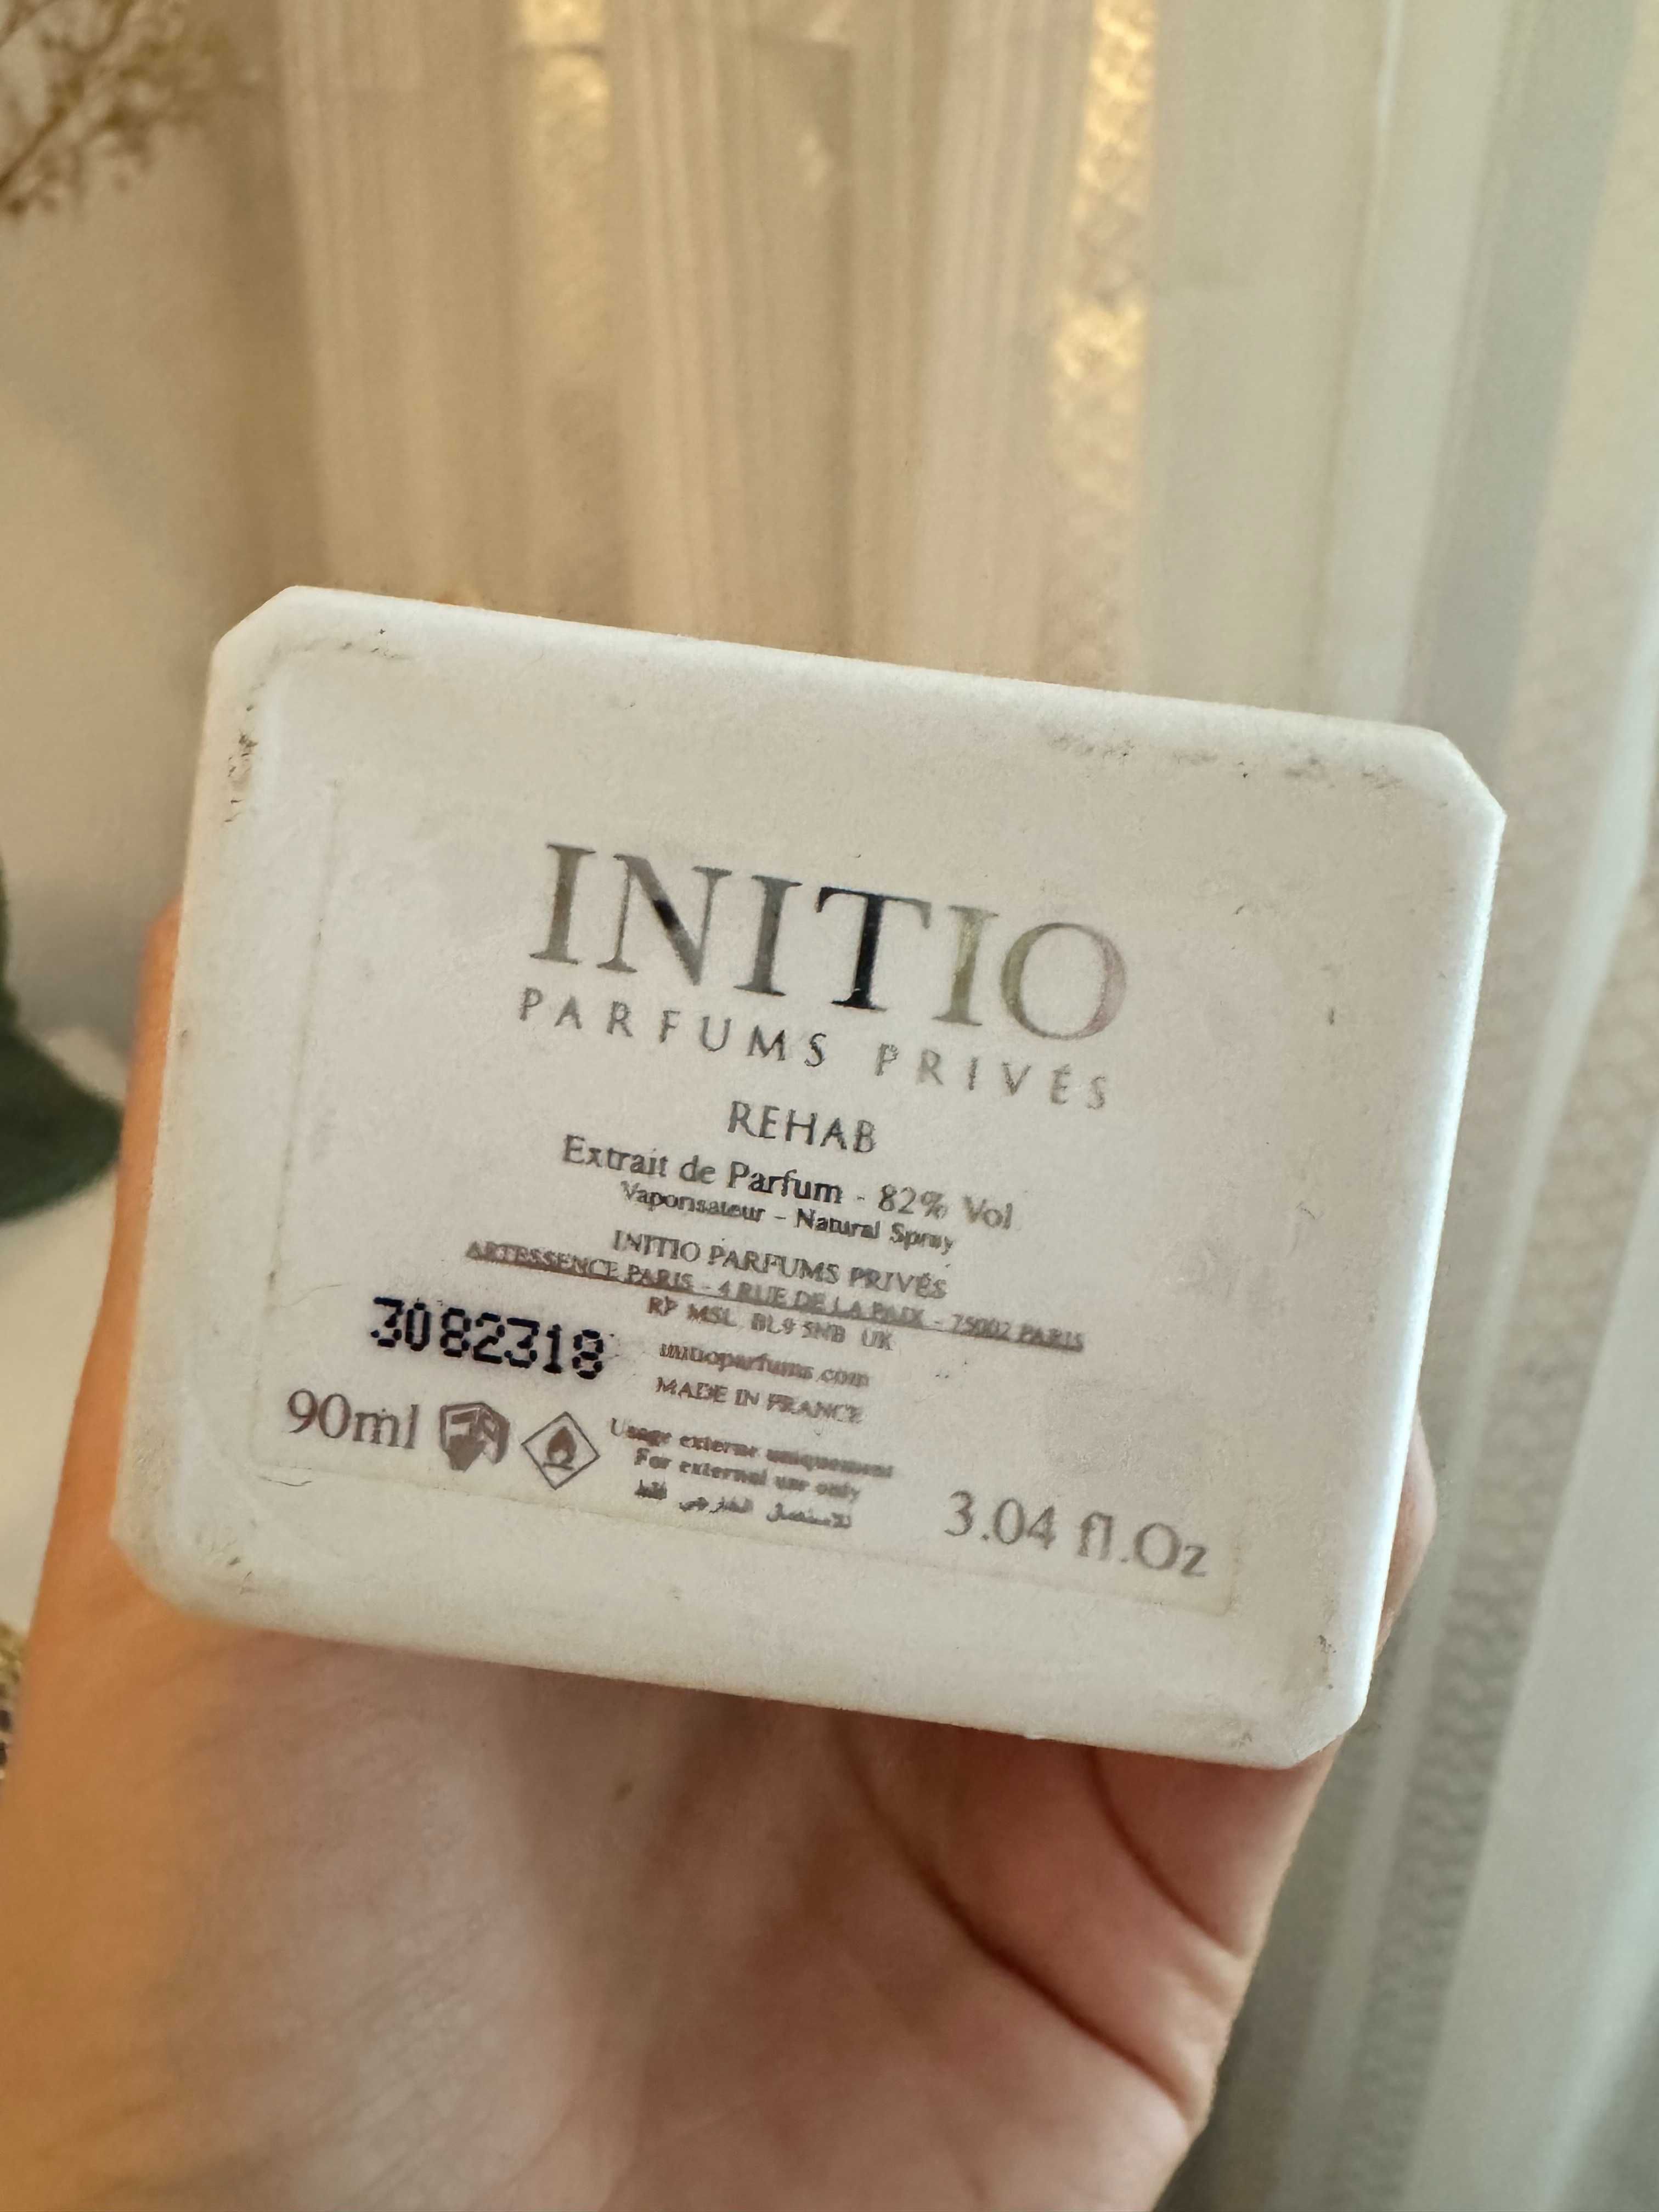 INITIO
PARFUMS PRIVÉS
REHAB
Extrait de Parfum - 82% Vol.
Vaporisateur - Natural Spray
INITIO PARFUMS PRIVÉS
ARTESSENCE PARIS - 4 RUE DE LA PAIX - 75002 PARIS
RP MSL BL9 5NB UK
3082318
initioparfums.com
MADE IN FRANCE
90ml
Usage externe uniquement
For external use only
للاستعمال الخارجي فقط
3.04 fl.Oz